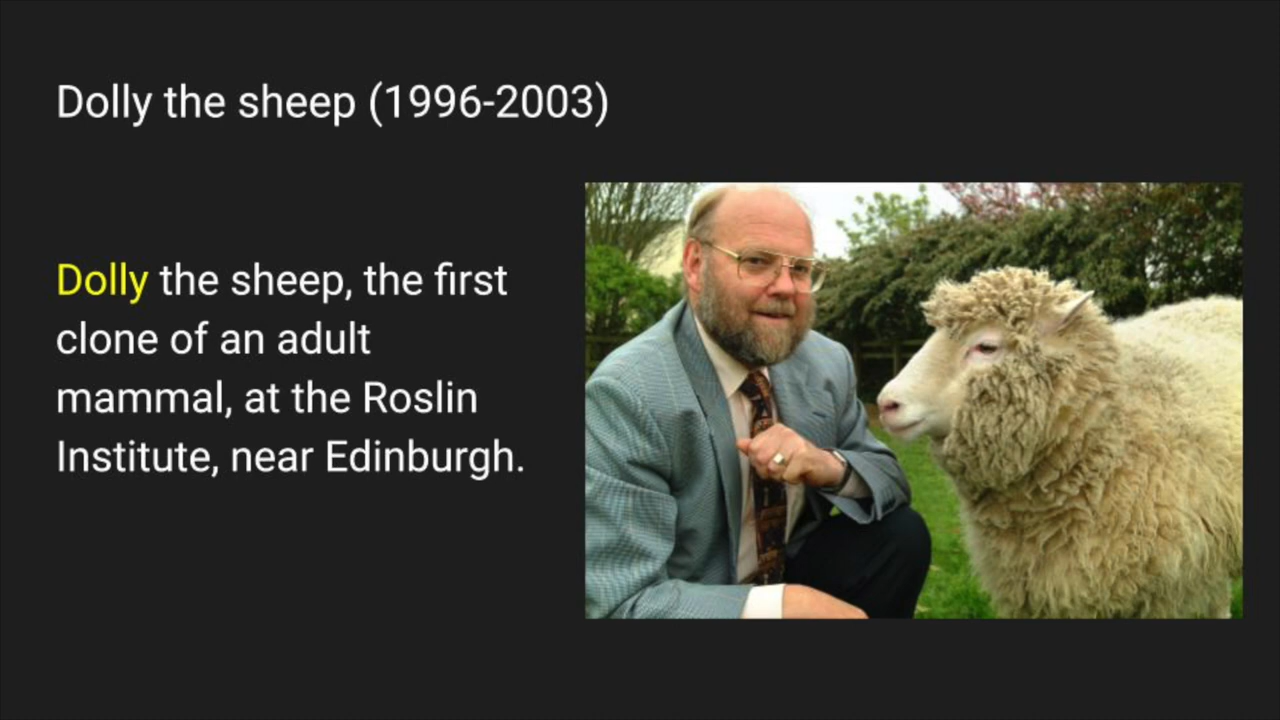 Dolly the sheep (1996-2003)
Dolly the sheep, the first
clone of an adult
mammal, at the Roslin
Institute, near Edinburgh.